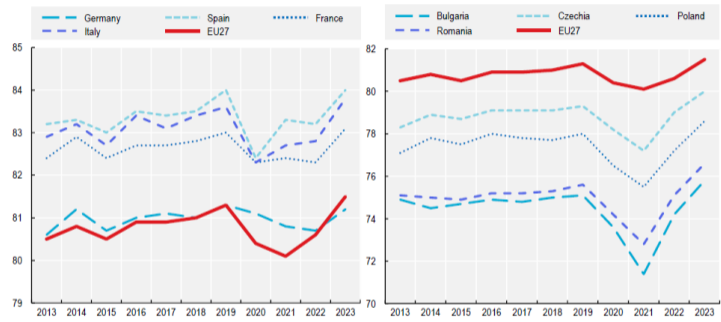 Germany Spain France
Italy EU27
85
84
83
82
81
80
79
2013 2014 2015 2016 2017 2018 2019 2020 2021 2022 2023
Bulgaria Czechia Poland
Romania EU27
82
80
78
76
74
72
70
2013 2014 2015 2016 2017 2018 2019 2020 2021 2022 2023